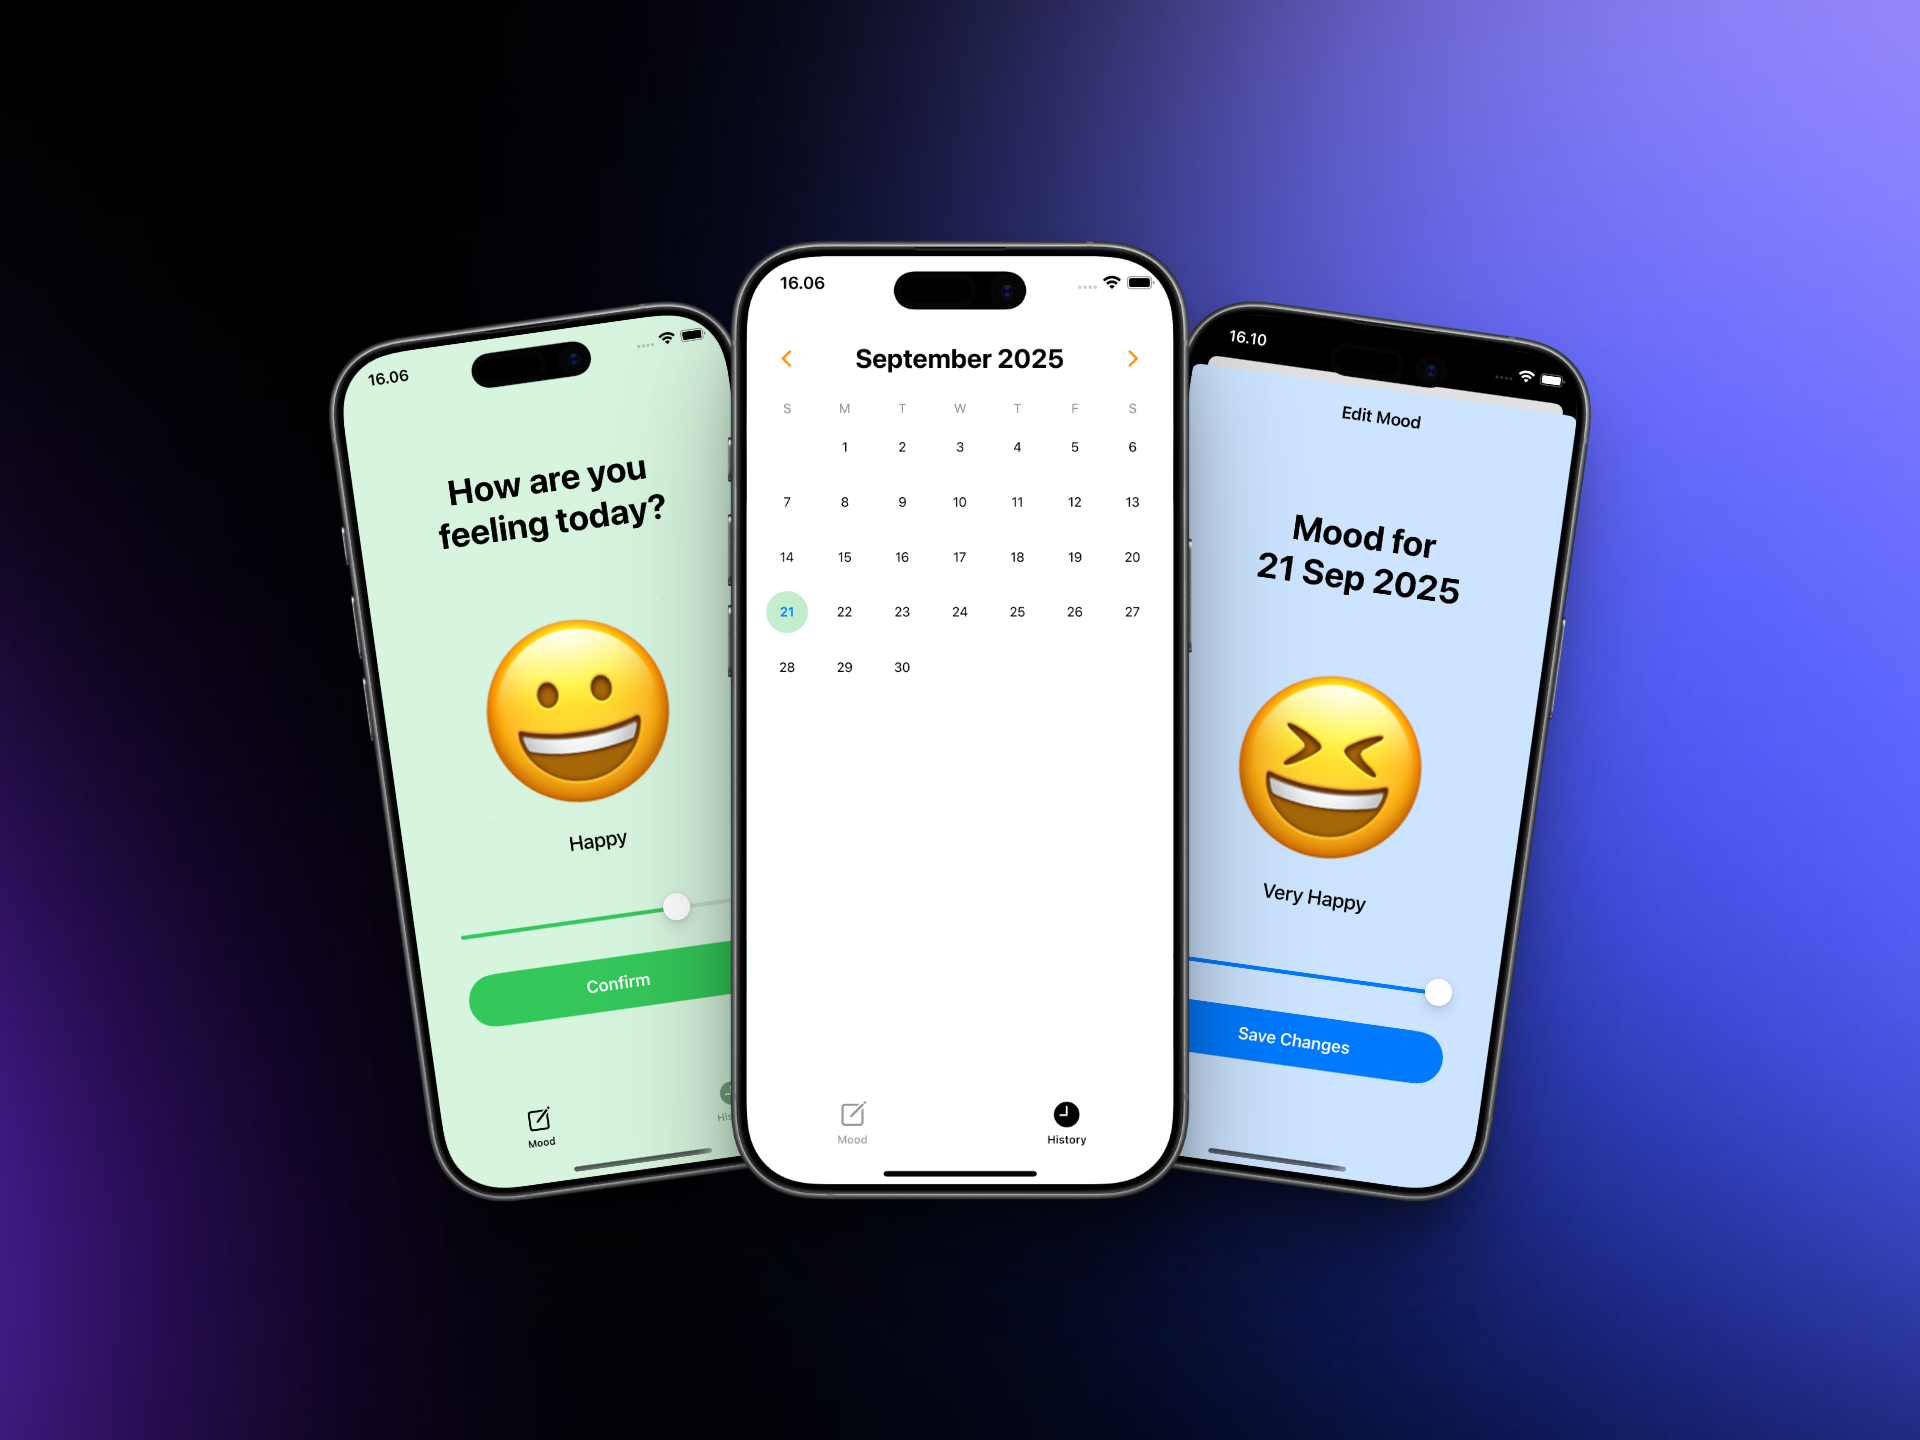 16.06
How are you
feeling today?
Happy
Confirm
Mood
16.06
September 2025
S M T W T F S
1 2 3 4 5 6
7 8 9 10 11 12 13
14 15 16 17 18 19 20
21 22 23 24 25 26 27
28 29 30
Mood
History
16.10
Edit Mood
Mood for
21 Sep 2025
Very Happy
Save Changes